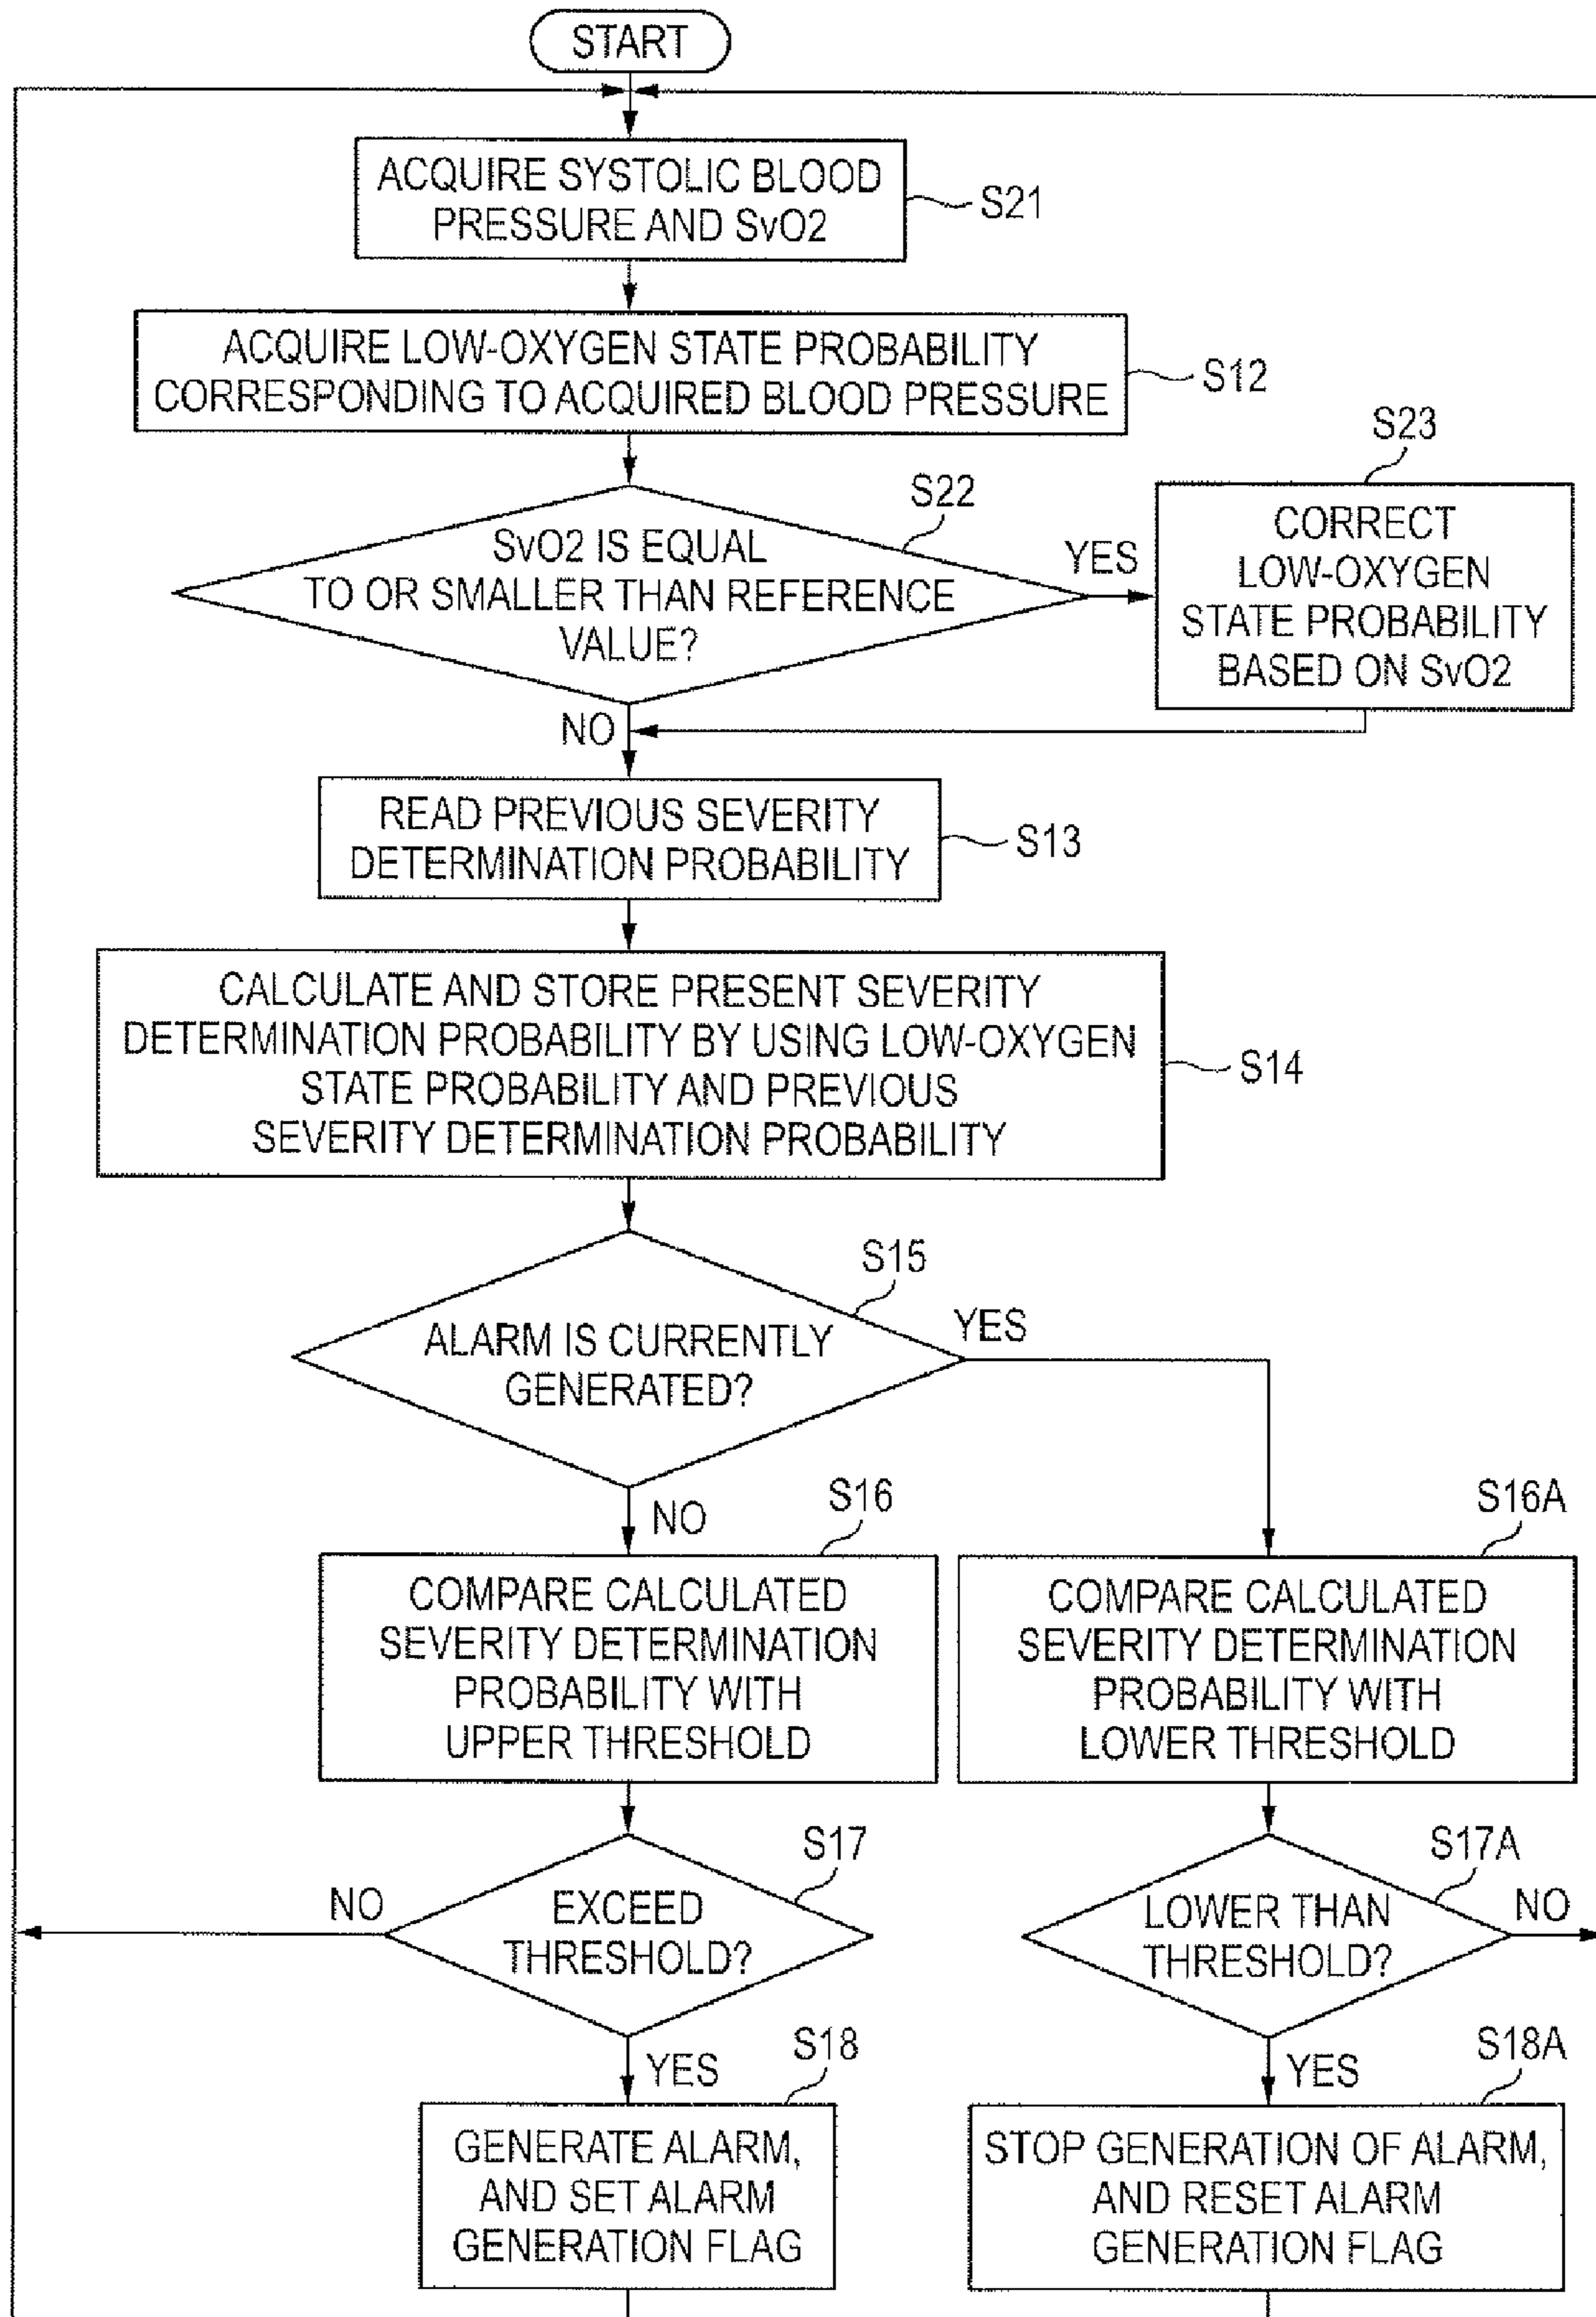 START
ACQUIRE SYSTOLIC BLOOD
PRESSURE AND SvO2
S21
ACQUIRE LOW-OXYGEN STATE PROBABILITY
CORRESPONDING TO ACQUIRED BLOOD PRESSURE
S12
S22
SvO2 IS EQUAL
TO OR SMALLER THAN REFERENCE
VALUE?
YES
NO
S23
CORRECT
LOW-OXYGEN
STATE PROBABILITY
BASED ON SvO2
READ PREVIOUS SEVERITY
DETERMINATION PROBABILITY
S13
CALCULATE AND STORE PRESENT SEVERITY
DETERMINATION PROBABILITY BY USING LOW-OXYGEN
STATE PROBABILITY AND PREVIOUS
SEVERITY DETERMINATION PROBABILITY
S14
S15
ALARM IS CURRENTLY
GENERATED?
YES
NO
S16
COMPARE CALCULATED
SEVERITY DETERMINATION
PROBABILITY WITH
UPPER THRESHOLD
S16A
COMPARE CALCULATED
SEVERITY DETERMINATION
PROBABILITY WITH
LOWER THRESHOLD
S17
EXCEED
THRESHOLD?
NO
YES
S17A
LOWER THAN
THRESHOLD?
NO
YES
S18
GENERATE ALARM,
AND SET ALARM
GENERATION FLAG
S18A
STOP GENERATION OF ALARM,
AND RESET ALARM
GENERATION FLAG